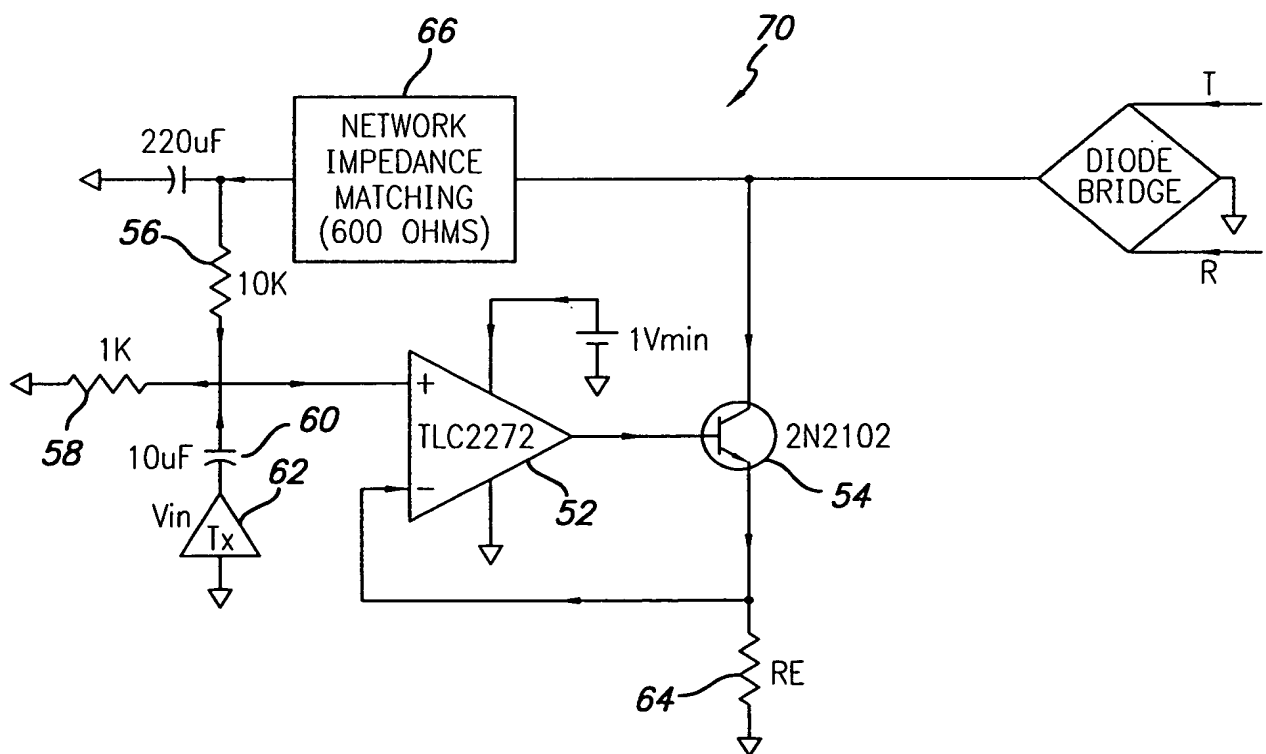 70
66
T
220uF
NETWORK
IMPEDANCE
MATCHING
(600 OHMS)
DIODE
BRIDGE
R
56
10K
1K
1Vmin
+
58
60
10uF
TLC2272
2N2102
62
Vin
Tx
−
52
54
64
RE